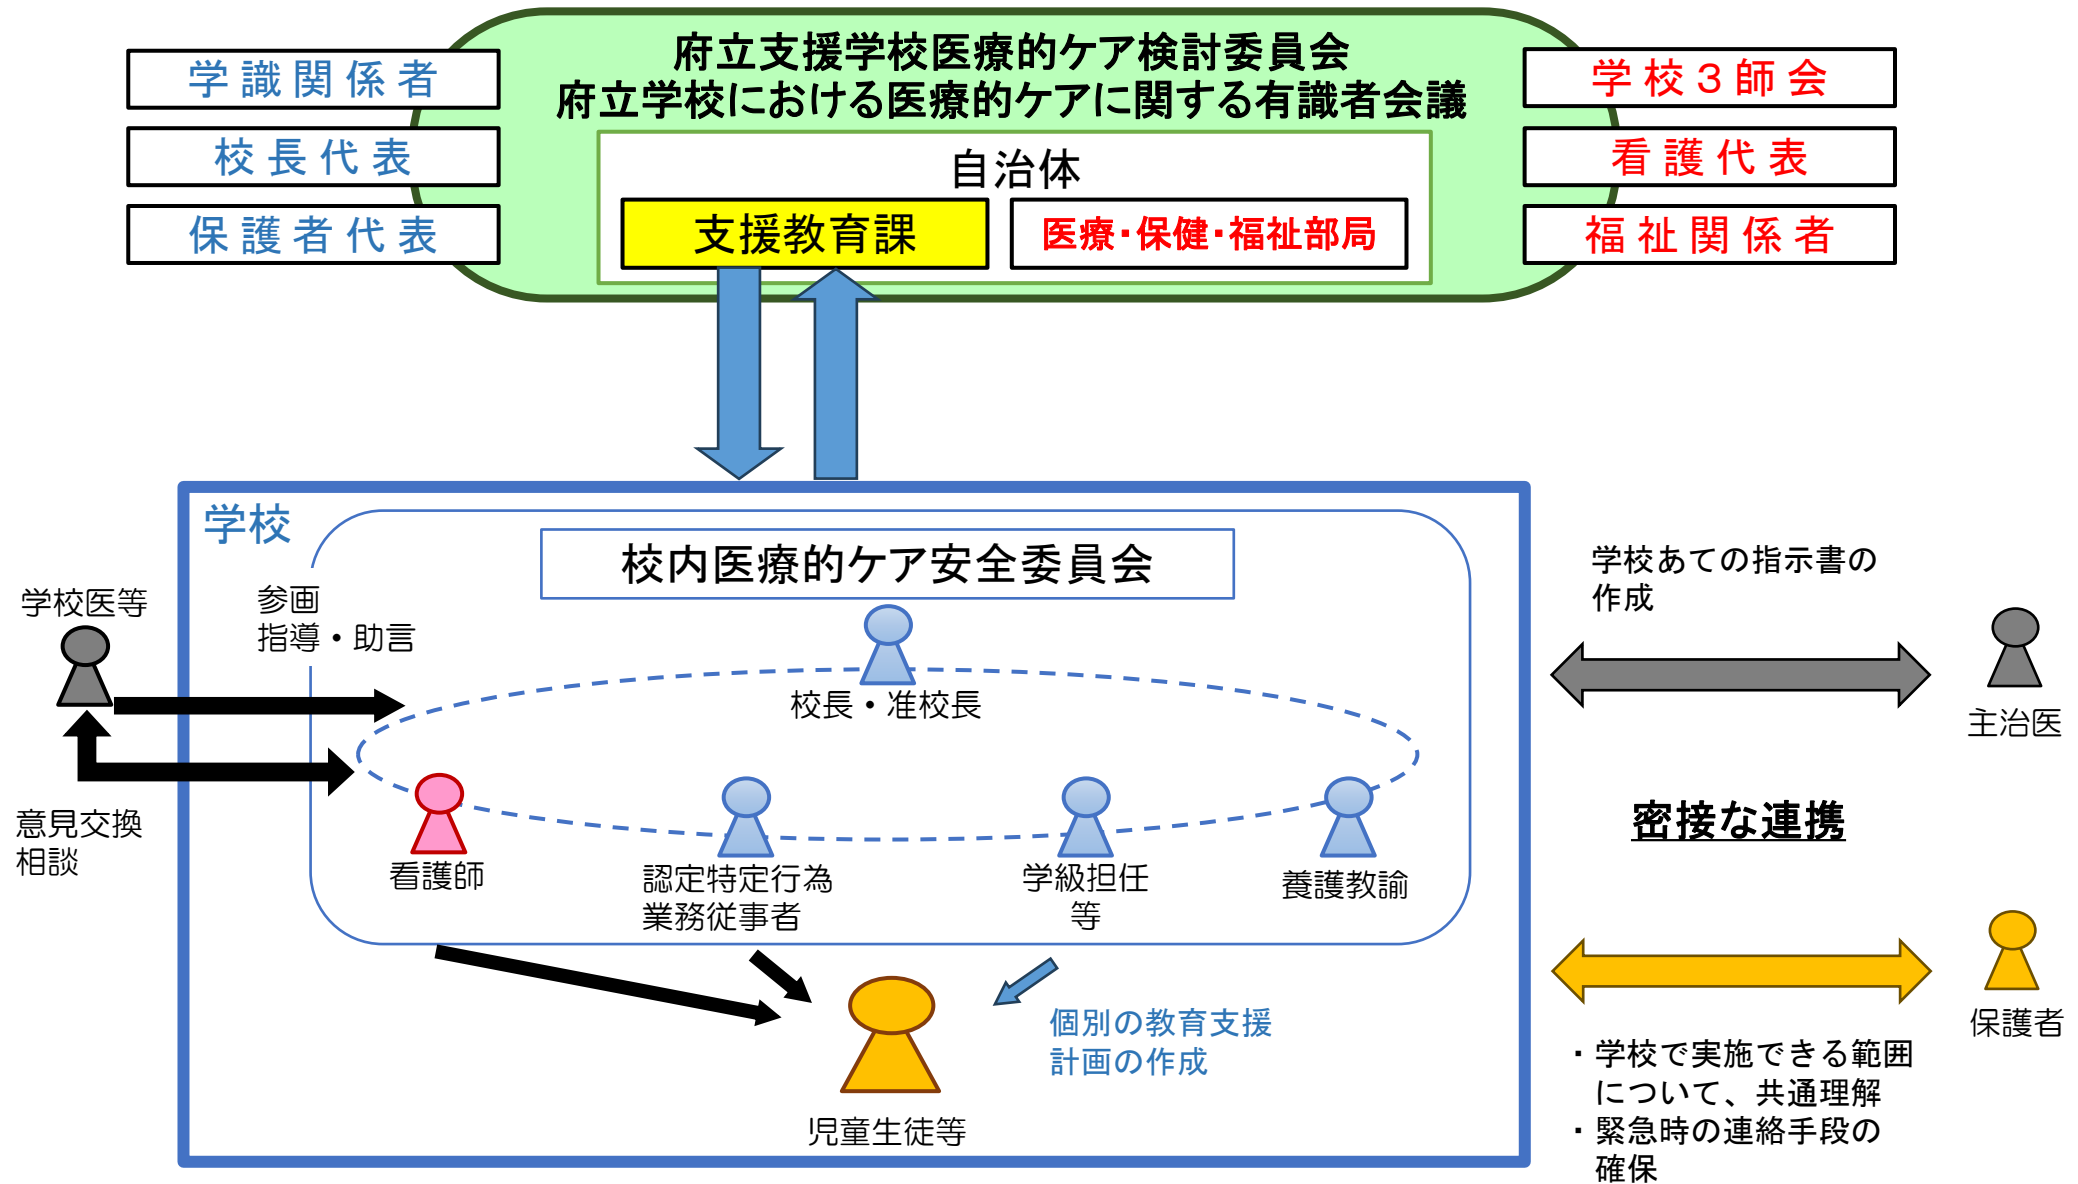 府立支援学校医療的ケア検討委員会
府立学校における医療的ケアに関する有識者会議
学識関係者
校長代表
保護者代表
学校3師会
看護代表
福祉関係者
自治体
支援教育課
医療・保健・福祉部局
学校
校内医療的ケア安全委員会
学校医等
参画
指導・助言
意見交換
相談
校長・准校長
看護師
認定特定行為
業務従事者
学級担任
等
養護教諭
個別の教育支援
計画の作成
児童生徒等
学校あての指示書の
作成
主治医
密接な連携
保護者
・学校で実施できる範囲
について、共通理解
・緊急時の連絡手段の
確保